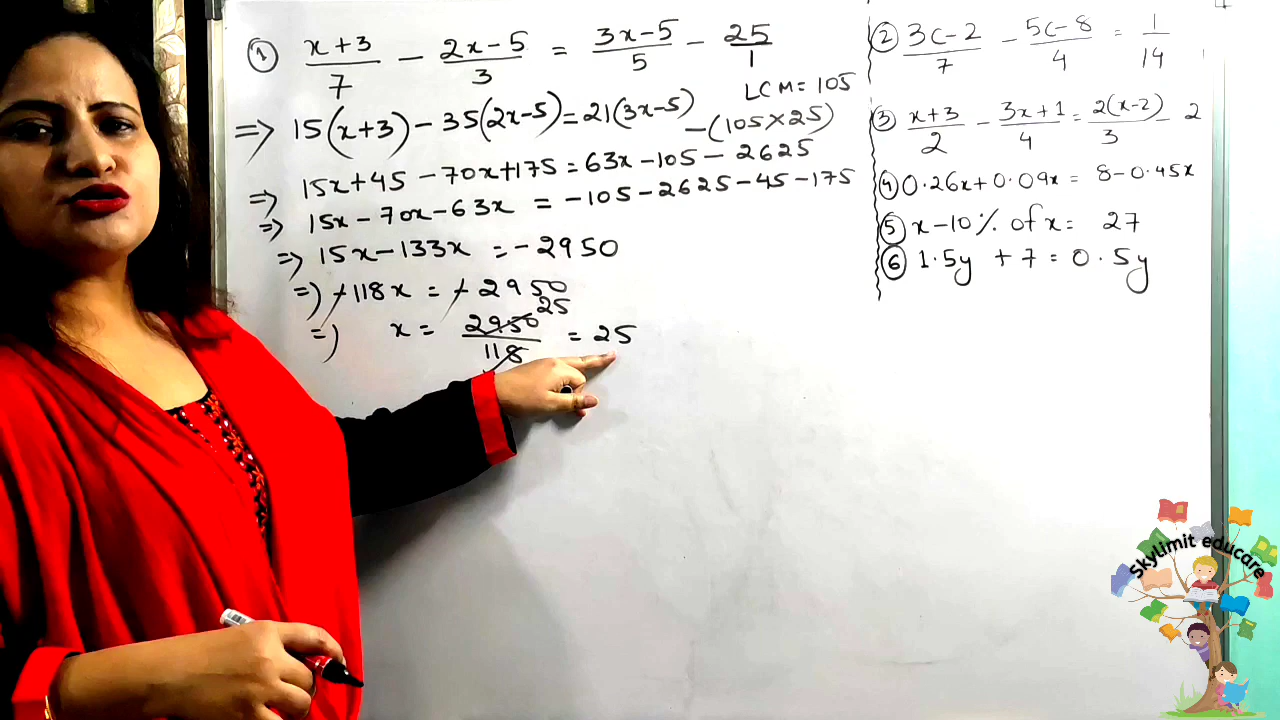 ① x+3/7 − 2x−5/3 = 3x−5/5 − 25/1
LCM = 105
⇒ 15(x+3) − 35(2x−5) = 21(3x−5) − (105×25)
⇒ 15x+45 − 70x+175 = 63x −105 − 2625
⇒ 15x − 70x − 63x = −105 − 2625 − 45 − 175
⇒ 15x − 133x = −2950
⇒ −118x = −2950
⇒ x = 2950/118 25 = 25
② 3x−2/7 − 5x−8/4 = 1/14
③ x+3/2 − 3x+1/4 = 2(x−2)/3 − 2
④ 0.26x + 0.09x = 8 − 0.45x
⑤ x − 10% of x = 27
⑥ 1.5y + 7 = 0.5y
Skylimit educare